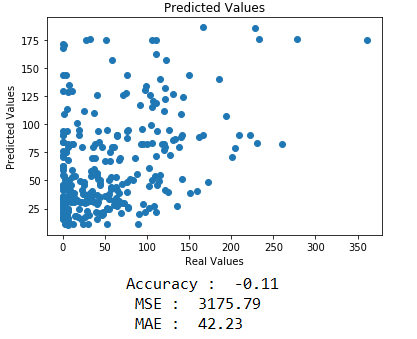 Predicted Values
175
150
125
100
75
50
25
Predicted Values
0 50 100 150 200 250 300 350
Real Values
Accuracy : -0.11
MSE : 3175.79
MAE : 42.23